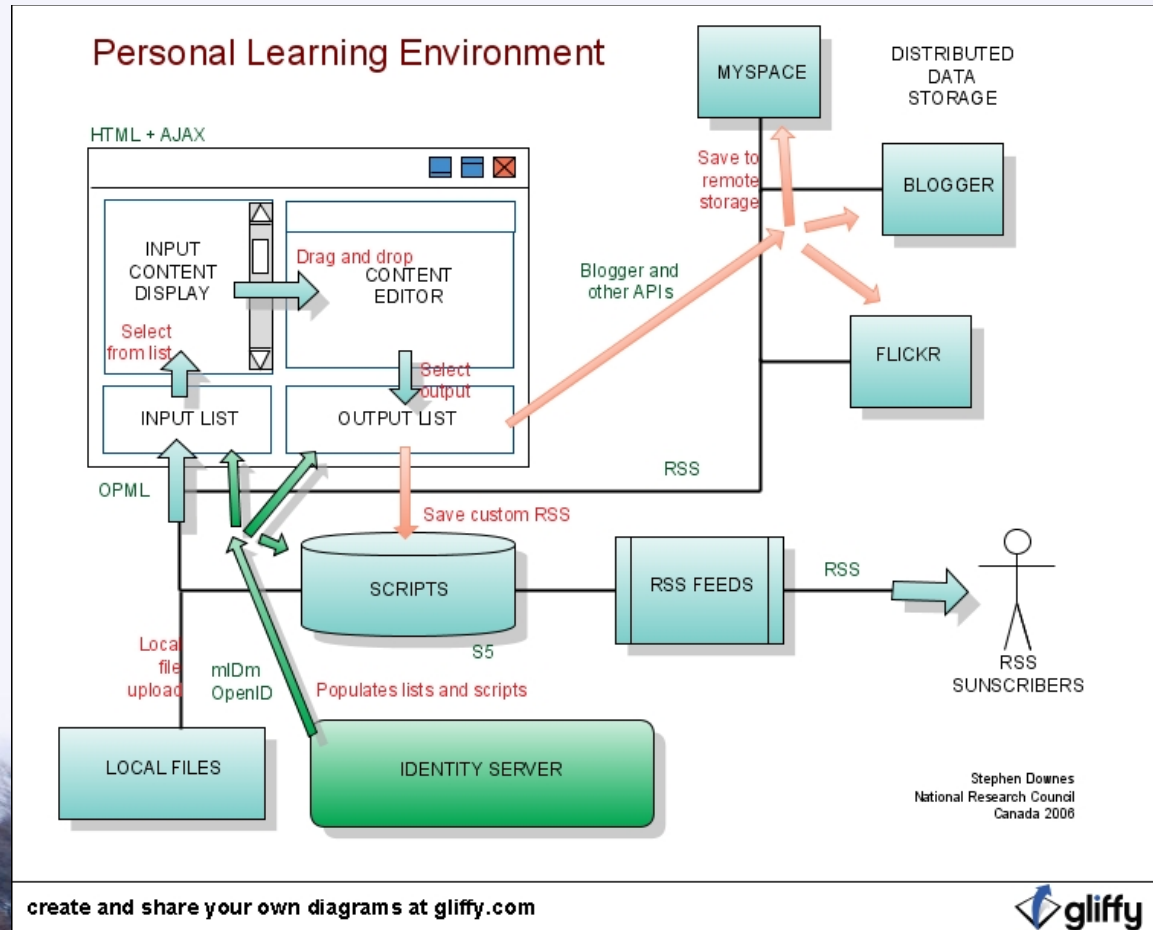 Personal Learning Environment
MYSPACE
DISTRIBUTED
DATA
STORAGE
HTML + AJAX
Save to
remote
storage
BLOGGER
INPUT
CONTENT
DISPLAY
Drag and drop
CONTENT
EDITOR
Blogger and
other APIs
Select
from list
FLICKR
Select
output
INPUT LIST
OUTPUT LIST
RSS
OPML
Save custom RSS
SCRIPTS
RSS FEEDS
RSS
S5
RSS
SUNSCRIBERS
Local
file
upload
mIDm
OpenID
Populates lists and scripts
LOCAL FILES
IDENTITY SERVER
Stephen Downes
National Research Council
Canada 2006
create and share your own diagrams at gliffy.com
gliffy